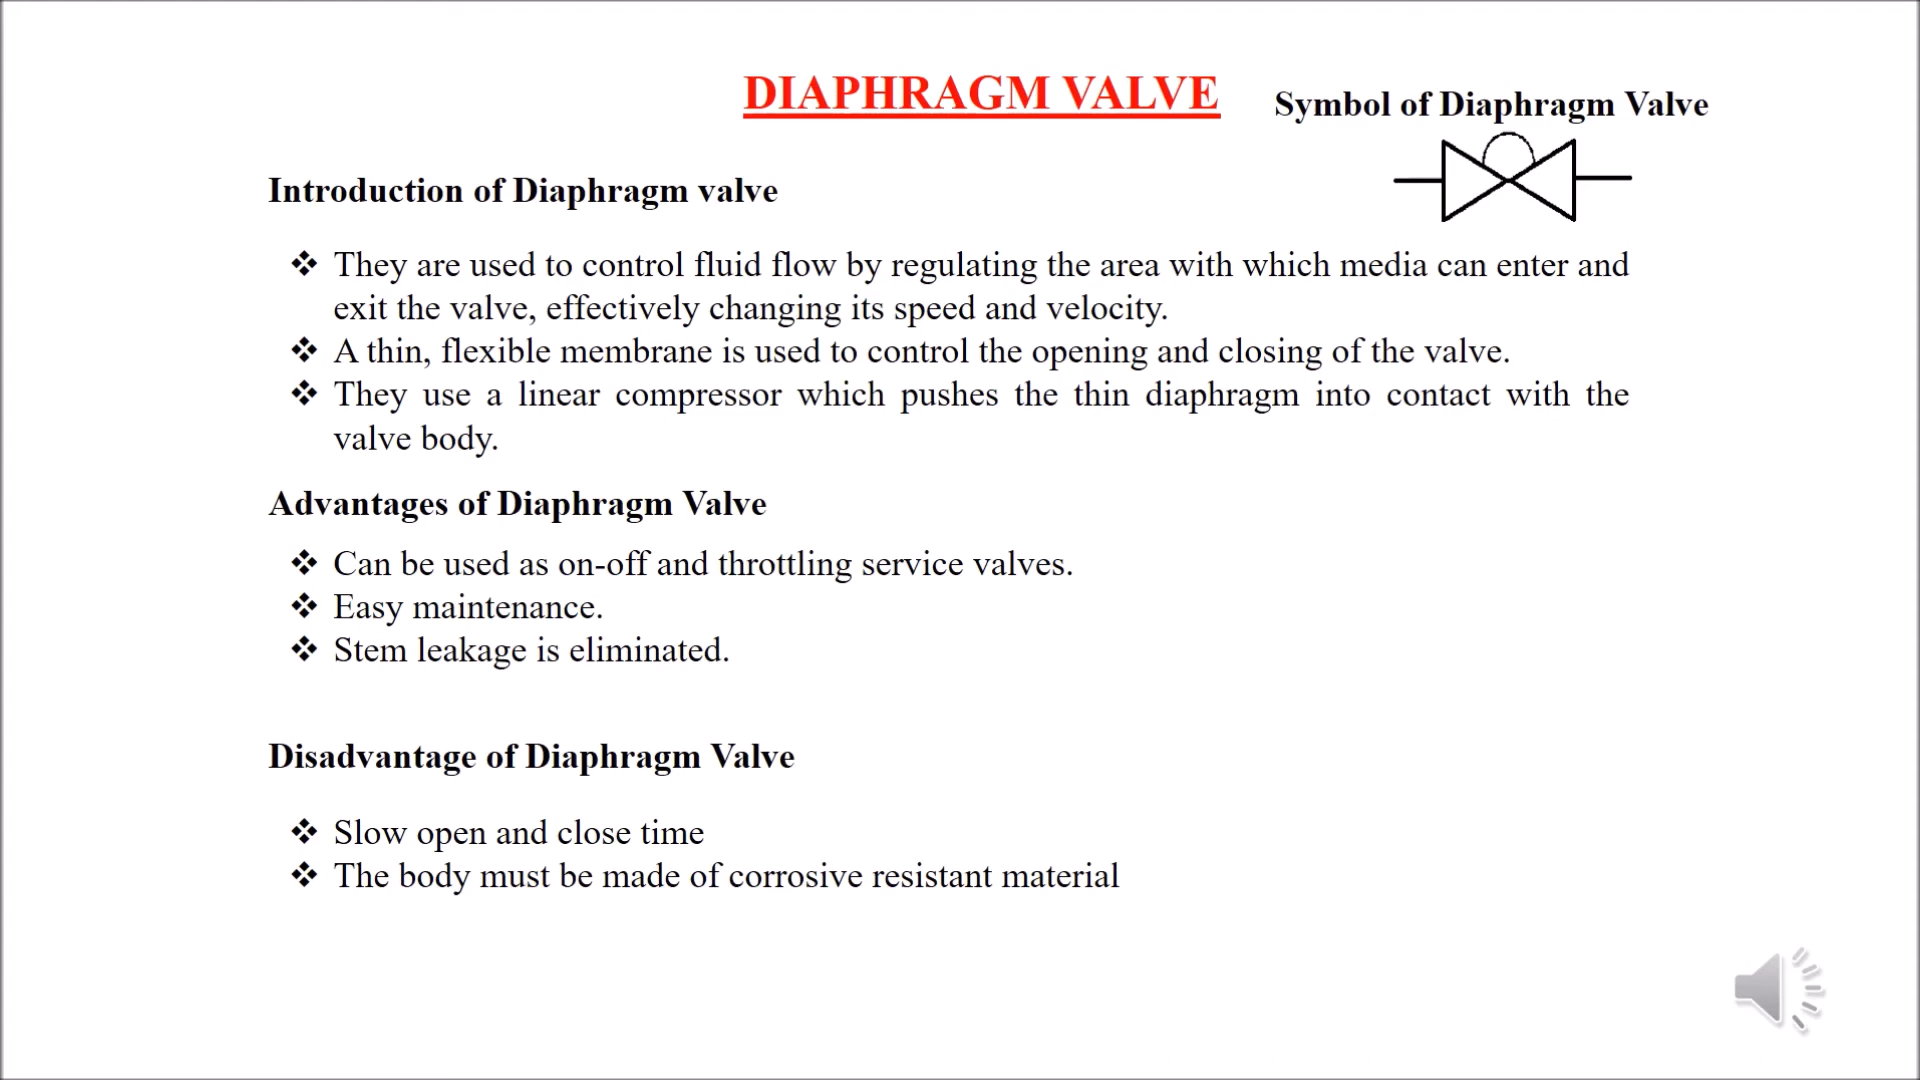 DIAPHRAGM VALVE
Symbol of Diaphragm Valve
Introduction of Diaphragm valve
❖ They are used to control fluid flow by regulating the area with which media can enter and
exit the valve, effectively changing its speed and velocity.
❖ A thin, flexible membrane is used to control the opening and closing of the valve.
❖ They use a linear compressor which pushes the thin diaphragm into contact with the
valve body.
Advantages of Diaphragm Valve
❖ Can be used as on-off and throttling service valves.
❖ Easy maintenance.
❖ Stem leakage is eliminated.
Disadvantage of Diaphragm Valve
❖ Slow open and close time
❖ The body must be made of corrosive resistant material